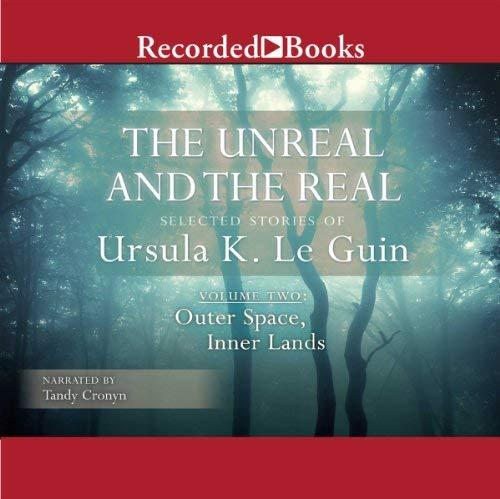 Recorded Books
THE UNREAL
AND THE REAL
SELECTED STORIES OF
Ursula K. Le Guin
VOLUME TWO:
Outer Space,
Inner Lands
NARRATED BY
Tandy Cronyn